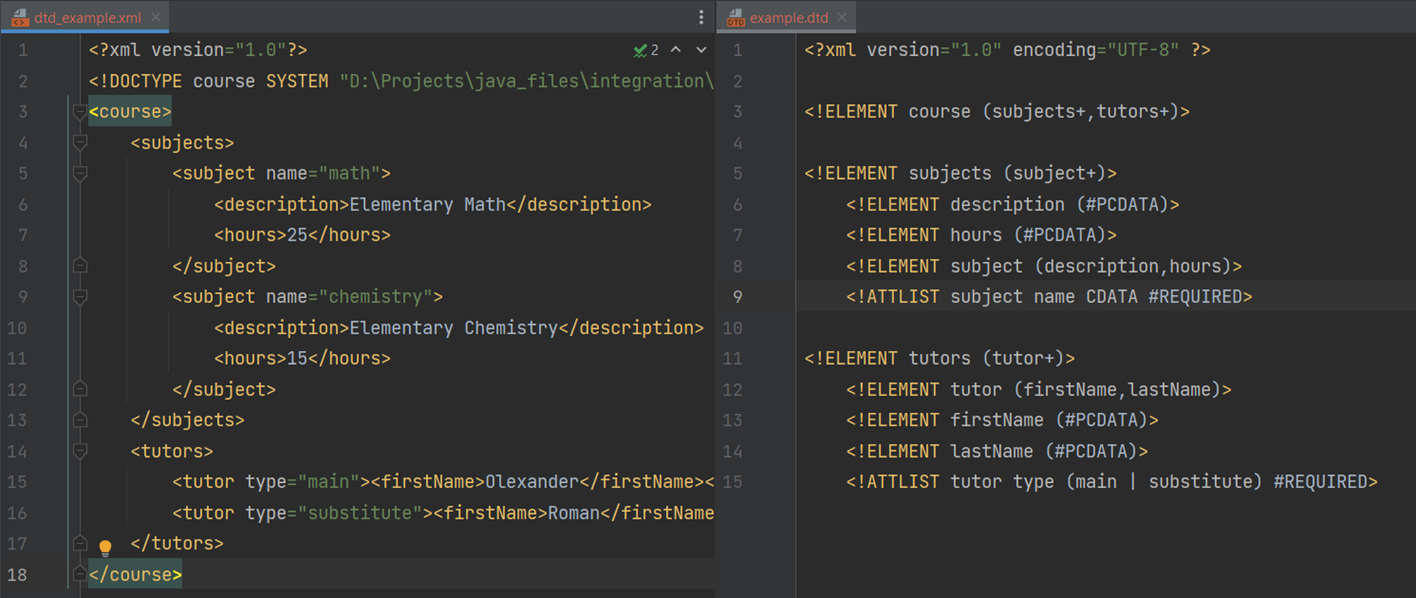 dtd_example.xml
1 <?xml version="1.0"?>
2
2 <!DOCTYPE course SYSTEM "D:\Projects\java_files\integration\
3 <course>
4 <subjects>
5 <subject name="math">
6 <description>Elementary Math</description>
7 <hours>25</hours>
8 </subject>
9 <subject name="chemistry">
10 <description>Elementary Chemistry</description>
11 <hours>15</hours>
12 </subject>
13 </subjects>
14 <tutors>
15 <tutor type="main"><firstName>Olexander</firstName><
16 <tutor type="substitute"><firstName>Roman</firstName
17 </tutors>
18 </course>
DTD example.dtd
1 <?xml version="1.0" encoding="UTF-8" ?>
2
3 <!ELEMENT course (subjects+,tutors+)>
4
5 <!ELEMENT subjects (subject+)>
6 <!ELEMENT description (#PCDATA)>
7 <!ELEMENT hours (#PCDATA)>
8 <!ELEMENT subject (description,hours)>
9 <!ATTLIST subject name CDATA #REQUIRED>
10
11 <!ELEMENT tutors (tutor+)>
12 <!ELEMENT tutor (firstName,lastName)>
13 <!ELEMENT firstName (#PCDATA)>
14 <!ELEMENT lastName (#PCDATA)>
15 <!ATTLIST tutor type (main | substitute) #REQUIRED>